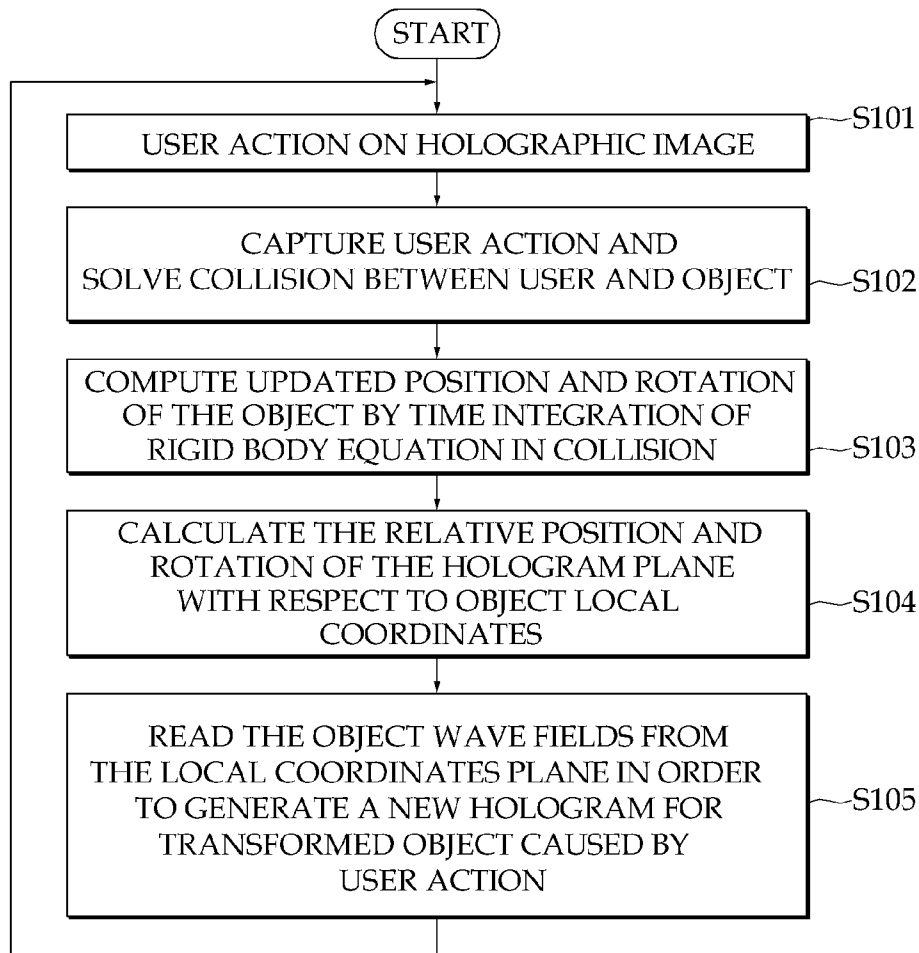 START
USER ACTION ON HOLOGRAPHIC IMAGE
S101
CAPTURE USER ACTION AND
SOLVE COLLISION BETWEEN USER AND OBJECT
S102
COMPUTE UPDATED POSITION AND ROTATION
OF THE OBJECT BY TIME INTEGRATION OF
RIGID BODY EQUATION IN COLLISION
S103
CALCULATE THE RELATIVE POSITION AND
ROTATION OF THE HOLOGRAM PLANE
WITH RESPECT TO OBJECT LOCAL
COORDINATES
S104
READ THE OBJECT WAVE FIELDS FROM
THE LOCAL COORDINATES PLANE IN ORDER
TO GENERATE A NEW HOLOGRAM FOR
TRANSFORMED OBJECT CAUSED BY
USER ACTION
S105